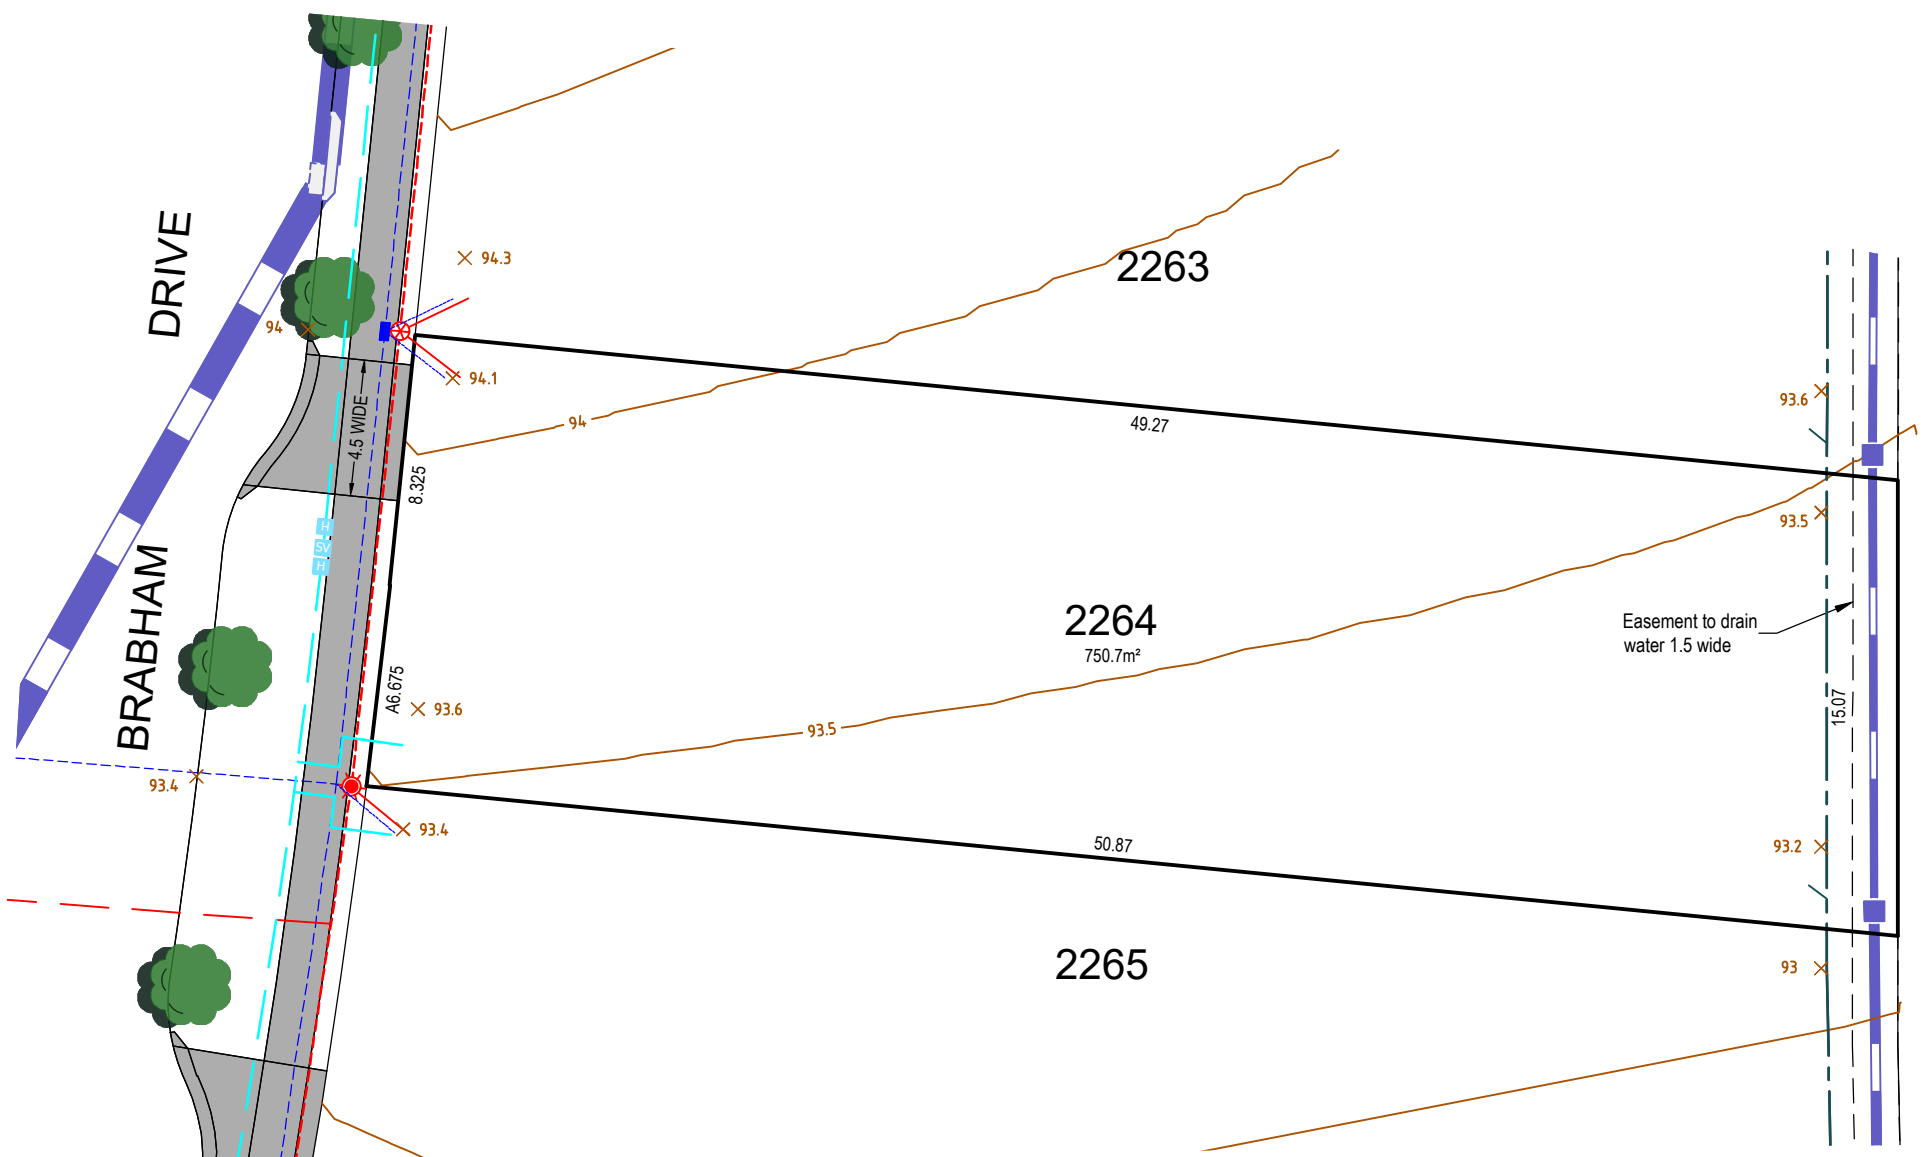 DRIVE
BRABHAM
2263
94.3
94
94.1
4.5 WIDE
94
49.27
93.6
8.325
H
SV
H
93.5
2264
750.7m²
Easement to drain
water 1.5 wide
A6.675
93.6
93.5
15.07
93.4
93.4
50.87
93.2
2265
93